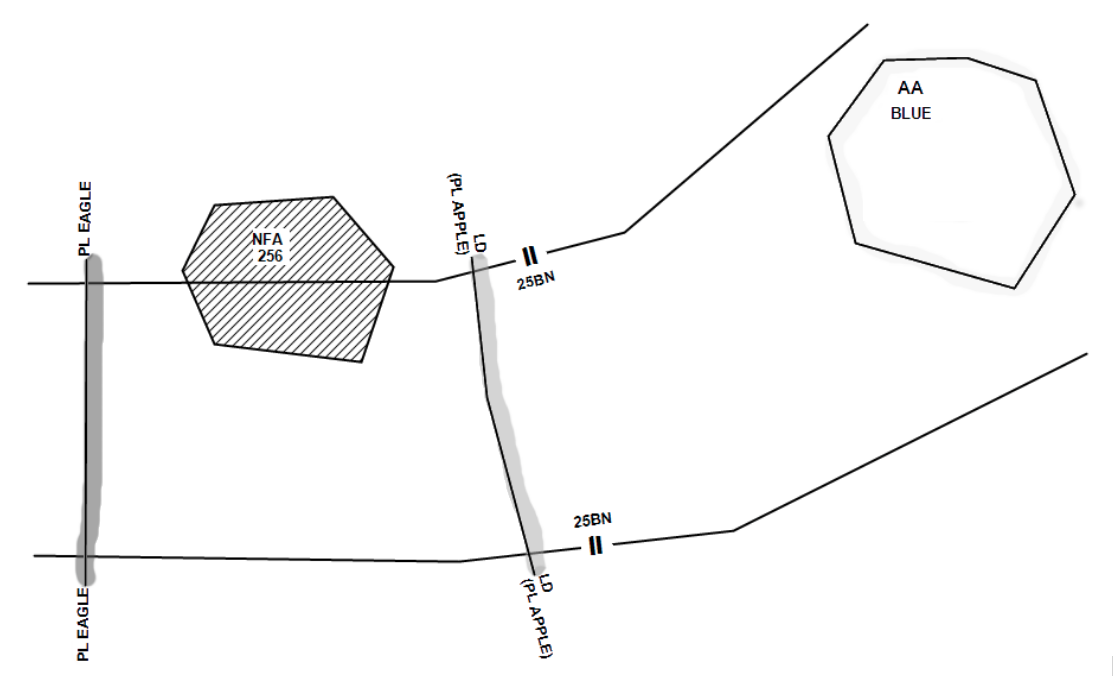 AA
BLUE
PL EAGLE
NFA
256
(PL APPLE)
LD
25BN
25BN
LD
(PL APPLE)
PL EAGLE